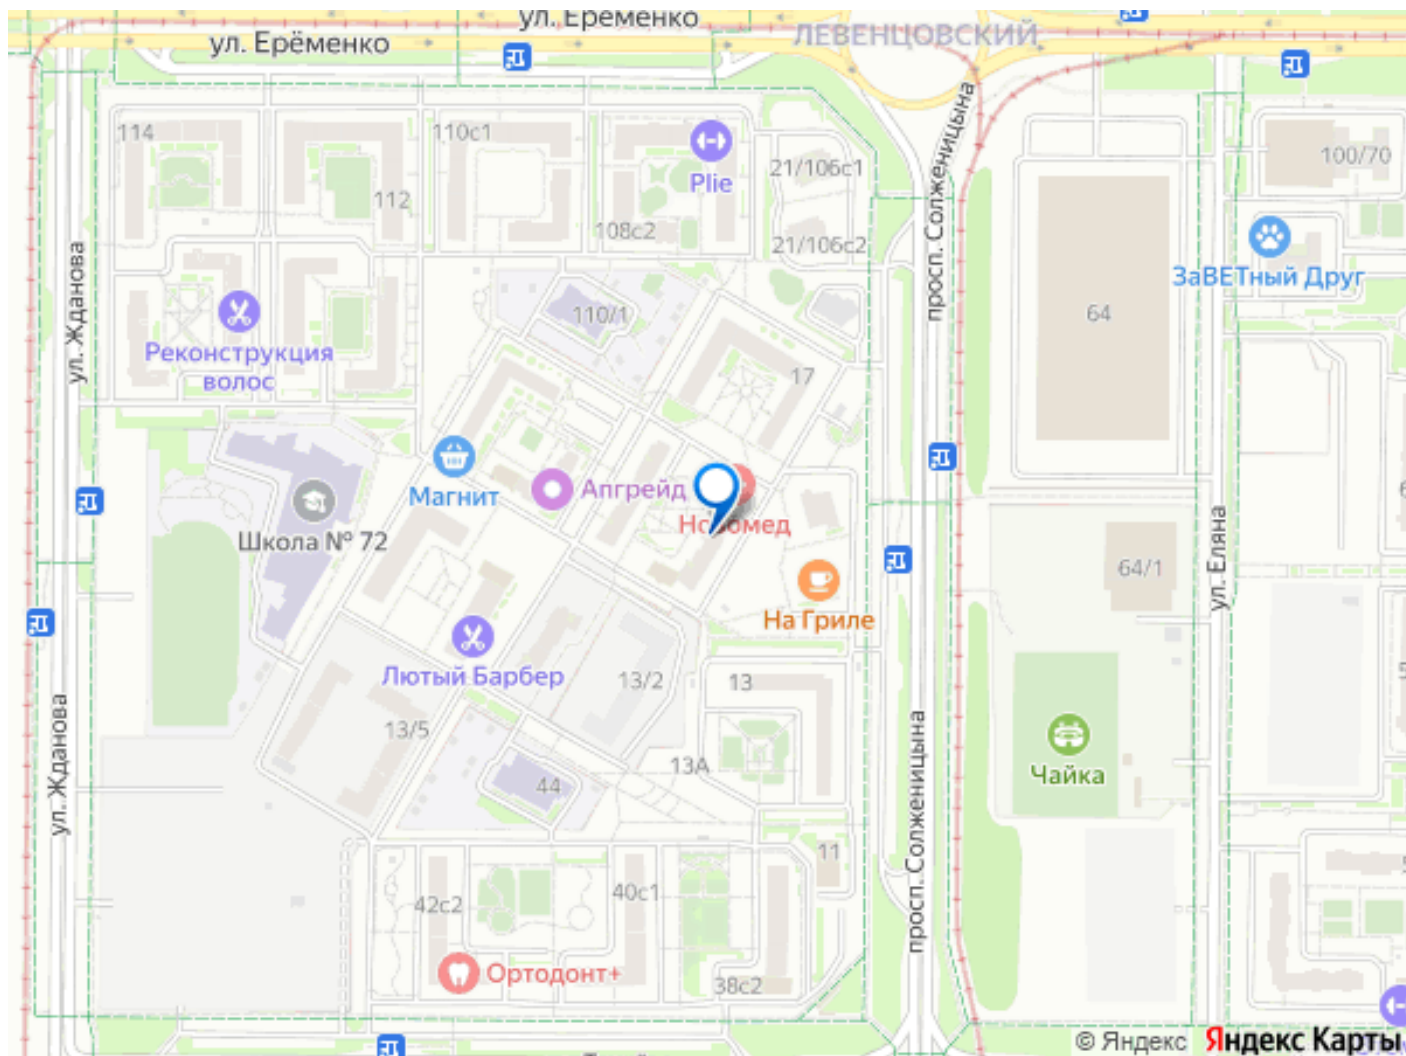 ул. Еременко
ул. Ерёменко
ЛЕВЕНЦОВСКИЙ
114
110с1
Plie
21/106с1
100/70
112
108с2
21/106с2
просп. Солженицына
ул. Жданова
ЗаВЕТный Друг
110/1
64
Реконструкция
волос
17
Магнит
Апгрейд
Школа № 72
64/1
ул. Еляна
На Гриле
Лютый Барбер
13/2
13
13/5
13А
44
Чайка
ул. Жданова
просп. Солженицына
11
42с2
40с1
Ортодонт+
38с2
© Яндекс
Яндекс Карты